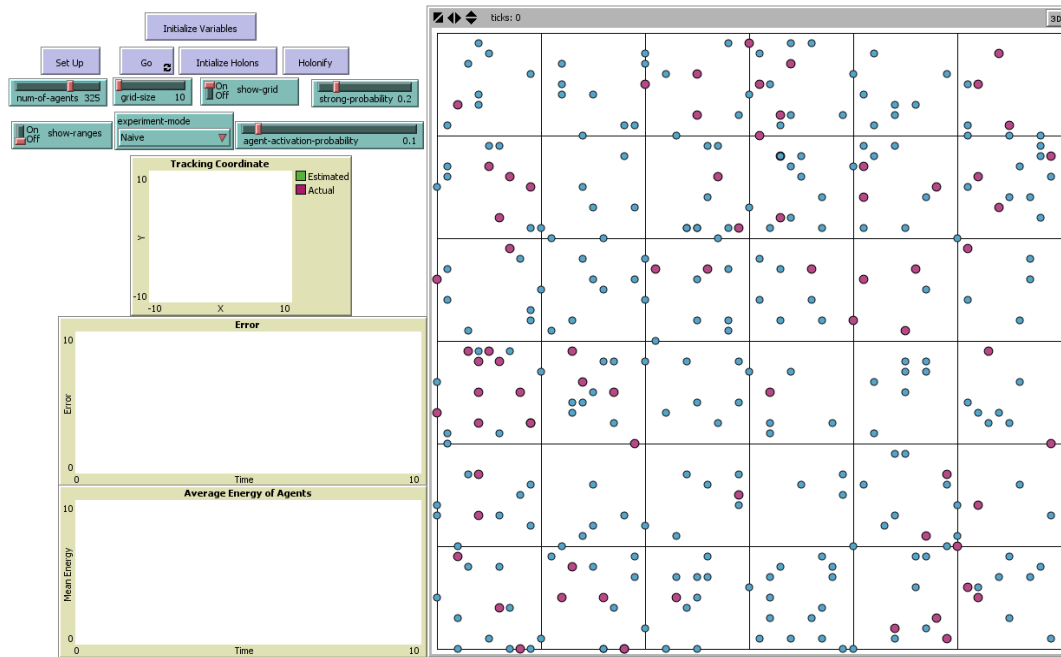 ticks: 0
3D
Initialize Variables
Set Up
Go
Intialize Holons
Holonify
num-of-agents 325
grid-size 10
On
Off
show-grid
strong-probability 0.2
On
Off
show-ranges
experiment-mode
Naive
agent-activation-probability 0.1
Tracking Coordinate
10
Y
-10
-10
X
10
Estimated
Actual
Error
10
Error
0
0
Time
10
Average Energy of Agents
10
Mean Energy
0
0
Time
10